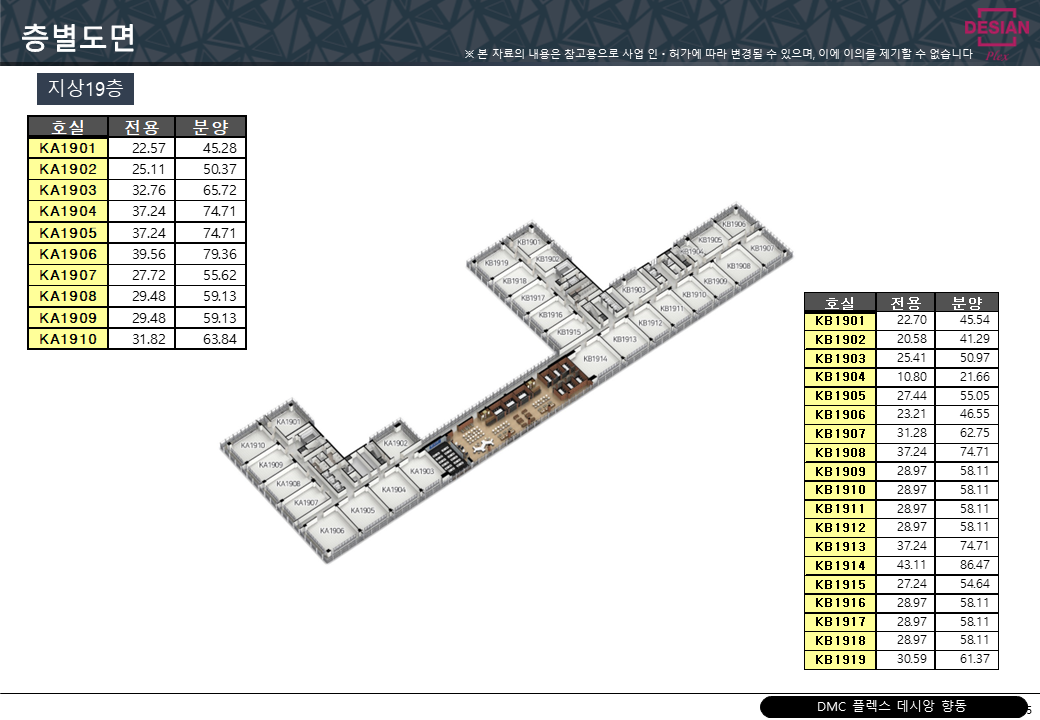 층별도면
DESIAN
Plex
※ 본 자료의 내용은 참고용으로 사업 인·허가에 따라 변경될 수 있으며, 이에 이의를 제기할 수 없습니다
지상19층
호실 전용 분양
KA1901 22.57 45.28
KA1902 25.11 50.37
KA1903 32.76 65.72
KA1904 37.24 74.71
KA1905 37.24 74.71
KA1906 39.56 79.36
KA1907 27.72 55.62
KA1908 29.48 59.13
KA1909 29.48 59.13
KA1910 31.82 63.84
KB1906
KB1905
KB1907
KB1901
KB1904
KB1902
KB1919
KB1908
KB1918
KB1909
KB1903
KB1910
KB1917
KB1911
KB1916
KB1912
KB1915
KB1913
KB1914
KA1901
KA1902
KA1910
KA1909
KA1903
KA1908
KA1904
KA1907
KA1905
KA1906
호실 전용 분양
KB1901 22.70 45.54
KB1902 20.58 41.29
KB1903 25.41 50.97
KB1904 10.80 21.66
KB1905 27.44 55.05
KB1906 23.21 46.55
KB1907 31.28 62.75
KB1908 37.24 74.71
KB1909 28.97 58.11
KB1910 28.97 58.11
KB1911 28.97 58.11
KB1912 28.97 58.11
KB1913 37.24 74.71
KB1914 43.11 86.47
KB1915 27.24 54.64
KB1916 28.97 58.11
KB1917 28.97 58.11
KB1918 28.97 58.11
KB1919 30.59 61.37
DMC 플렉스 데시앙 향동